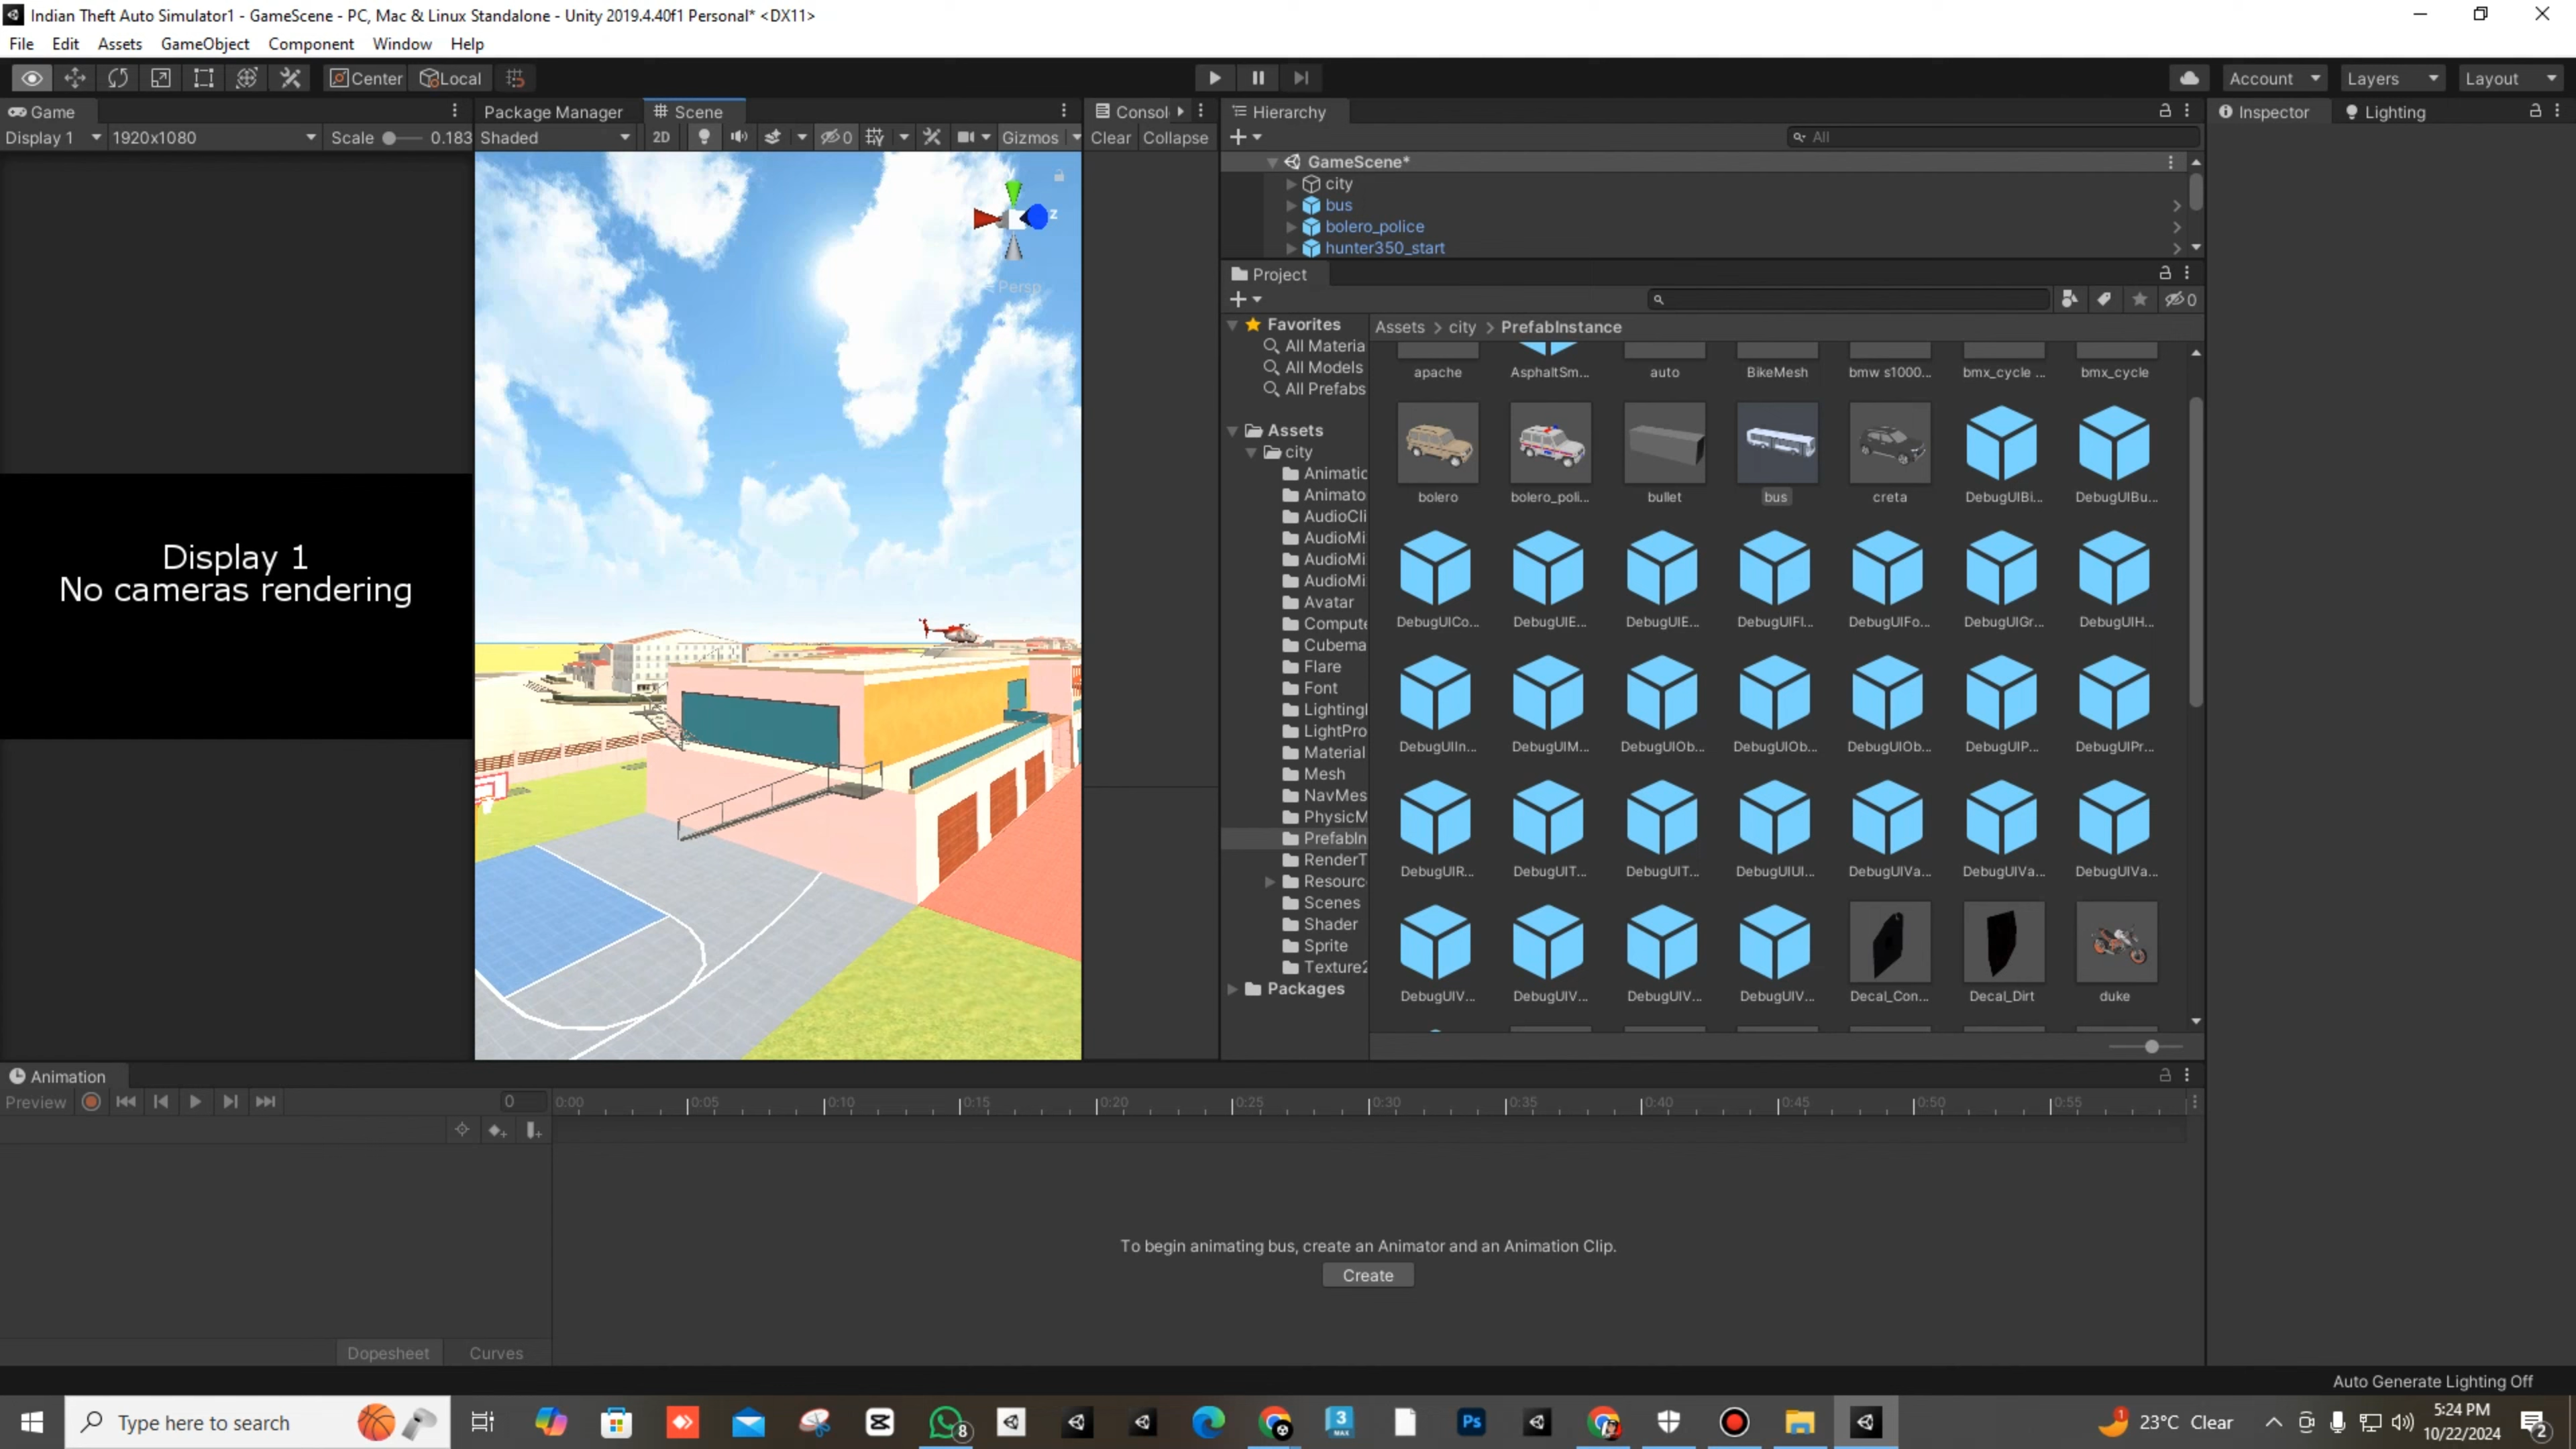 Indian Theft Auto Simulator1 - GameScene - PC, Mac & Linux Standalone - Unity 2019.4.40f1 Personal* <DX11>
File Edit Assets GameObject Component Window Help
Center Local Account Layers Layout
Game Package Manager Scene Consol Hierarchy Inspector Lighting
Display 1 1920x1080 Scale 0.183 Shaded 2D 0 Gizmos Clear Collapse All
GameScene*
city
bus
bolero_police
hunter350_start
y
z
Persp
Project
0
Favorites
All Materia
All Models
All Prefabs
Assets
city
Animatic
Animato
AudioCli
AudioMi
AudioMi
AudioMi
Avatar
Compute
Cubema
Flare
Font
Lighting
LightPro
Material
Mesh
NavMes
PhysicM
PrefabIn
RenderT
Resourc
Scenes
Shader
Sprite
Texture2
Packages
Assets > city > PrefabInstance
apache AsphaltSm... auto BikeMesh bmw s1000... bmx_cycle ... bmx_cycle
bolero bolero_poli... bullet bus creta DebugUIBi... DebugUIBu...
DebugUICo... DebugUIE... DebugUIE... DebugUIFl... DebugUIFo... DebugUIGr... DebugUIH...
DebugUIIn... DebugUIM... DebugUIOb... DebugUIOb... DebugUIOb... DebugUIP... DebugUIPr...
DebugUIR... DebugUIT... DebugUIT... DebugUIUI... DebugUIVa... DebugUIVa... DebugUIVa...
DebugUIV... DebugUIV... DebugUIV... DebugUIV... Decal_Con... Decal_Dirt duke
Display 1
No cameras rendering
Animation
Preview 0 0:00 0:05 0:10 0:15 0:20 0:25 0:30 0:35 0:40 0:45 0:50 0:55
To begin animating bus, create an Animator and an Animation Clip.
Create
Dopesheet Curves
Auto Generate Lighting Off
Type here to search
8
3
MAX
Ps
1
23°C Clear
5:24 PM
10/22/2024
2